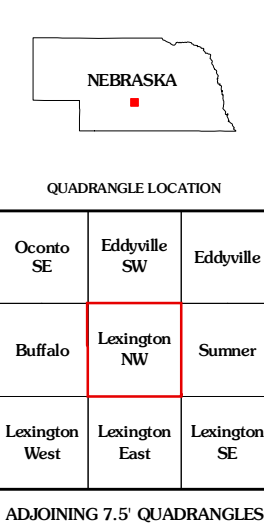 NEBRASKA
QUADRANGLE LOCATION
Oconto
SE
Eddyville
SW
Eddyville
Buffalo
Lexington
NW
Sumner
Lexington
West
Lexington
East
Lexington
SE
ADJOINING 7.5' QUADRANGLES